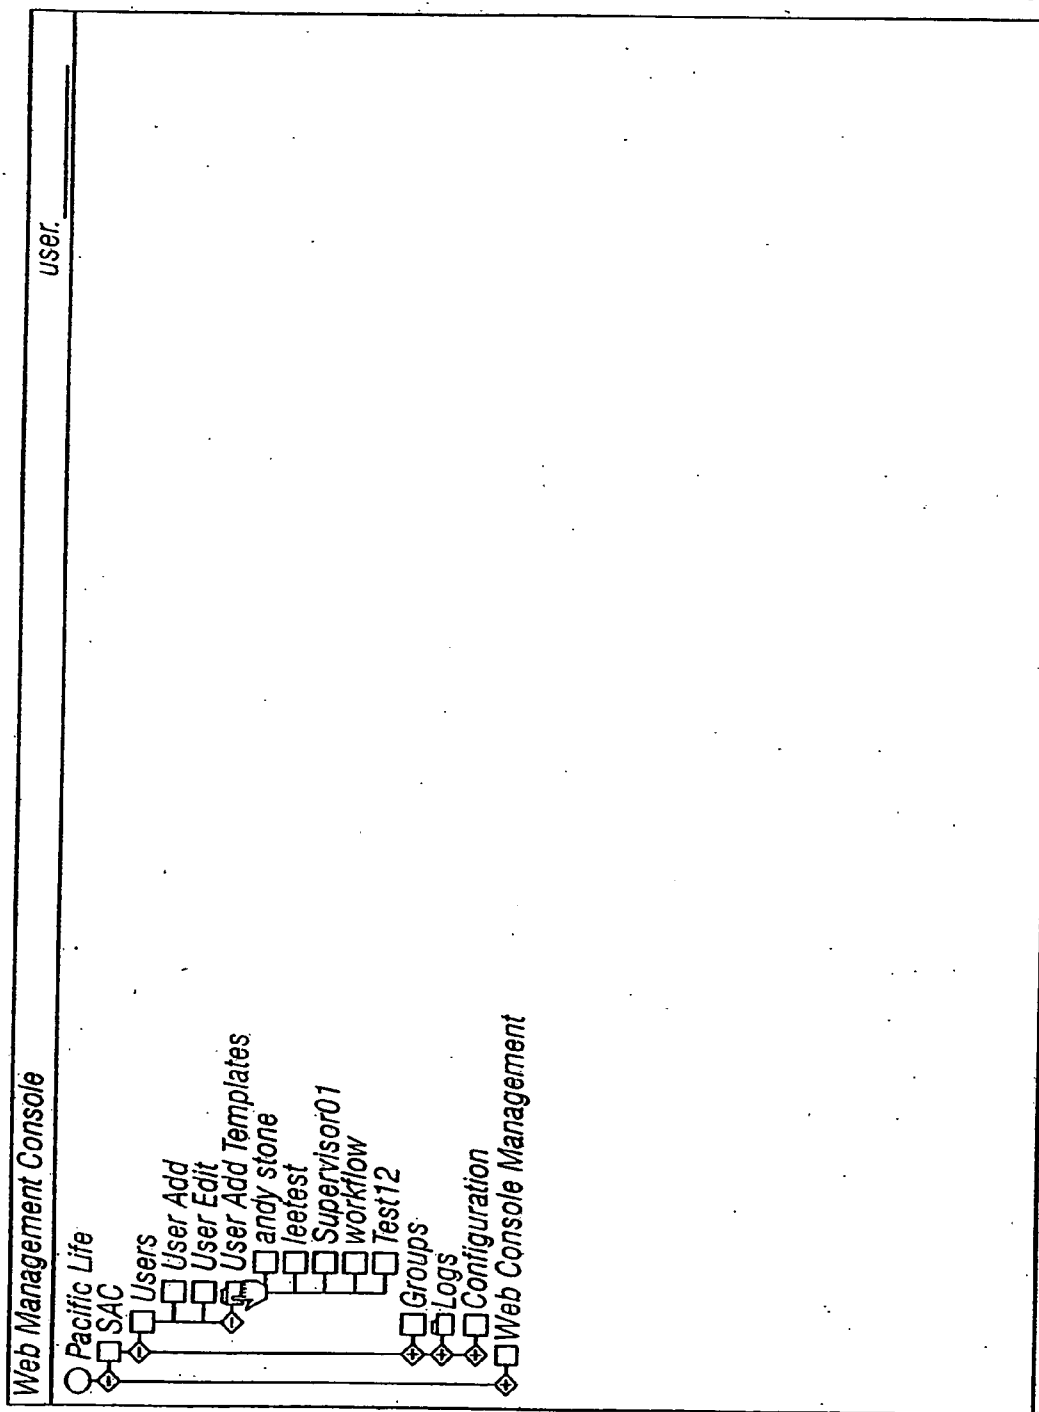 Web Management Console user.
Pacific Life
SAC
Users
User Add
User Edit
User Add Templates
andy stone
leetest
Supervisor01
workflow
Test12
Groups
Logs
Configuration
Web Console Management